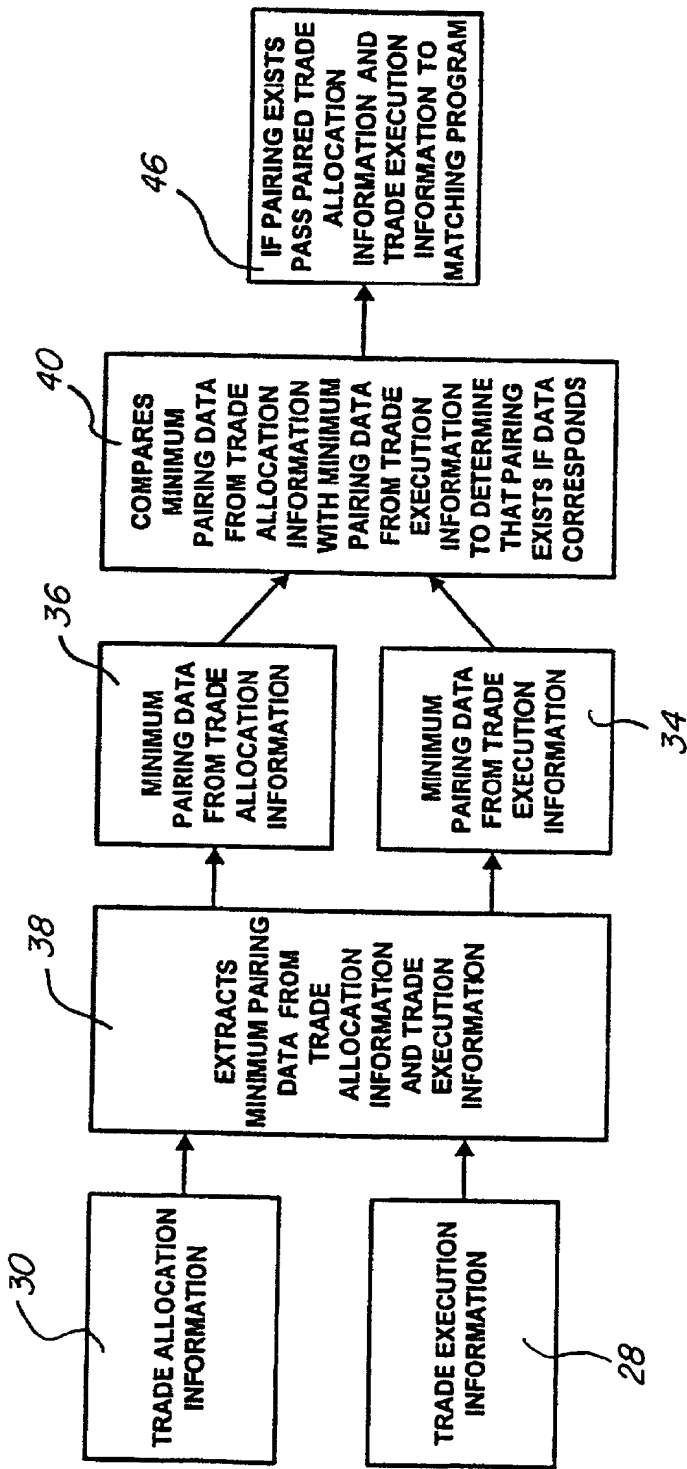 30
TRADE ALLOCATION
INFORMATION
TRADE EXECUTION
INFORMATION
28
38
EXTRACTS
MINIMUM PAIRING
DATA FROM
TRADE
ALLOCATION
INFORMATION
AND TRADE
EXECUTION
INFORMATION
36
MINIMUM
PAIRING DATA
FROM TRADE
ALLOCATION
INFORMATION
MINIMUM
PAIRING DATA
FROM TRADE
EXECUTION
INFORMATION
34
40
COMPARES
MINIMUM
PAIRING DATA
FROM TRADE
ALLOCATION
INFORMATION
WITH MINIMUM
PAIRING DATA
FROM TRADE
EXECUTION
INFORMATION
TO DETERMINE
THAT PAIRING
EXISTS IF DATA
CORRESPONDS
46
IF PAIRING EXISTS
PASS PAIRED TRADE
ALLOCATION
INFORMATION AND
TRADE EXECUTION
INFORMATION TO
MATCHING PROGRAM